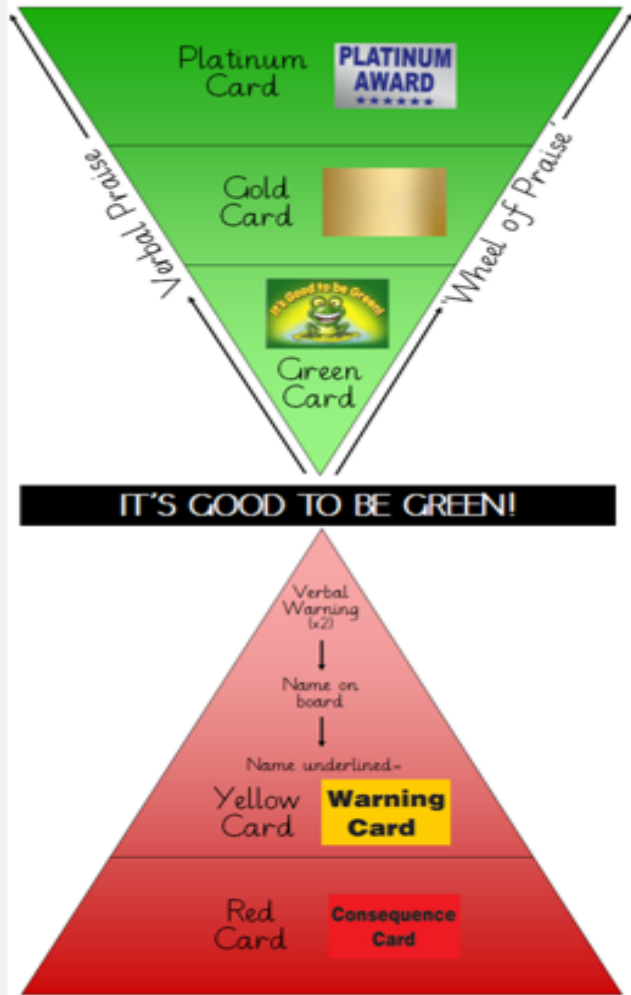 Platinum
Card
PLATINUM
AWARD
Verbal Praise
'Wheel of Praise'
Gold
Card
It's Good to be Green!
Green
Card
IT'S GOOD TO BE GREEN!
Verbal
Warning
(x2)
Name on
board
Name underlined-
Yellow
Card
Warning
Card
Red
Card
Consequence
Card